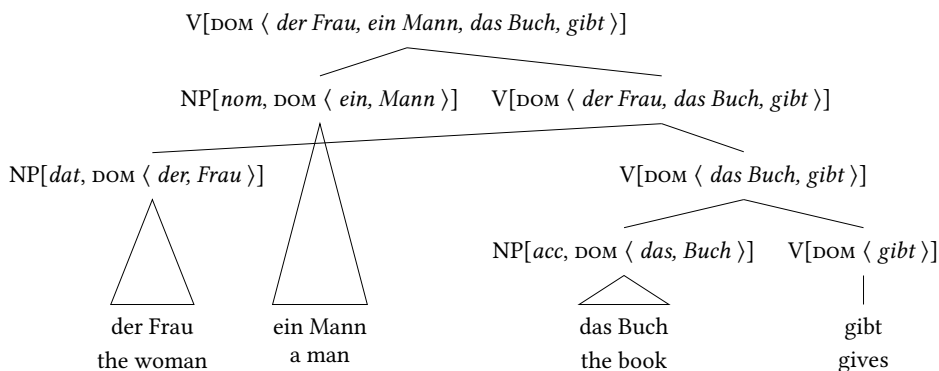 V[DOM ⟨ der Frau, ein Mann, das Buch, gibt ⟩]
NP[nom, DOM ⟨ ein, Mann ⟩] V[DOM ⟨ der Frau, das Buch, gibt ⟩]
NP[dat, DOM ⟨ der, Frau ⟩] V[DOM ⟨ das Buch, gibt ⟩]
NP[acc, DOM ⟨ das, Buch ⟩] V[DOM ⟨ gibt ⟩]
der Frau ein Mann das Buch gibt
the woman a man the book gives